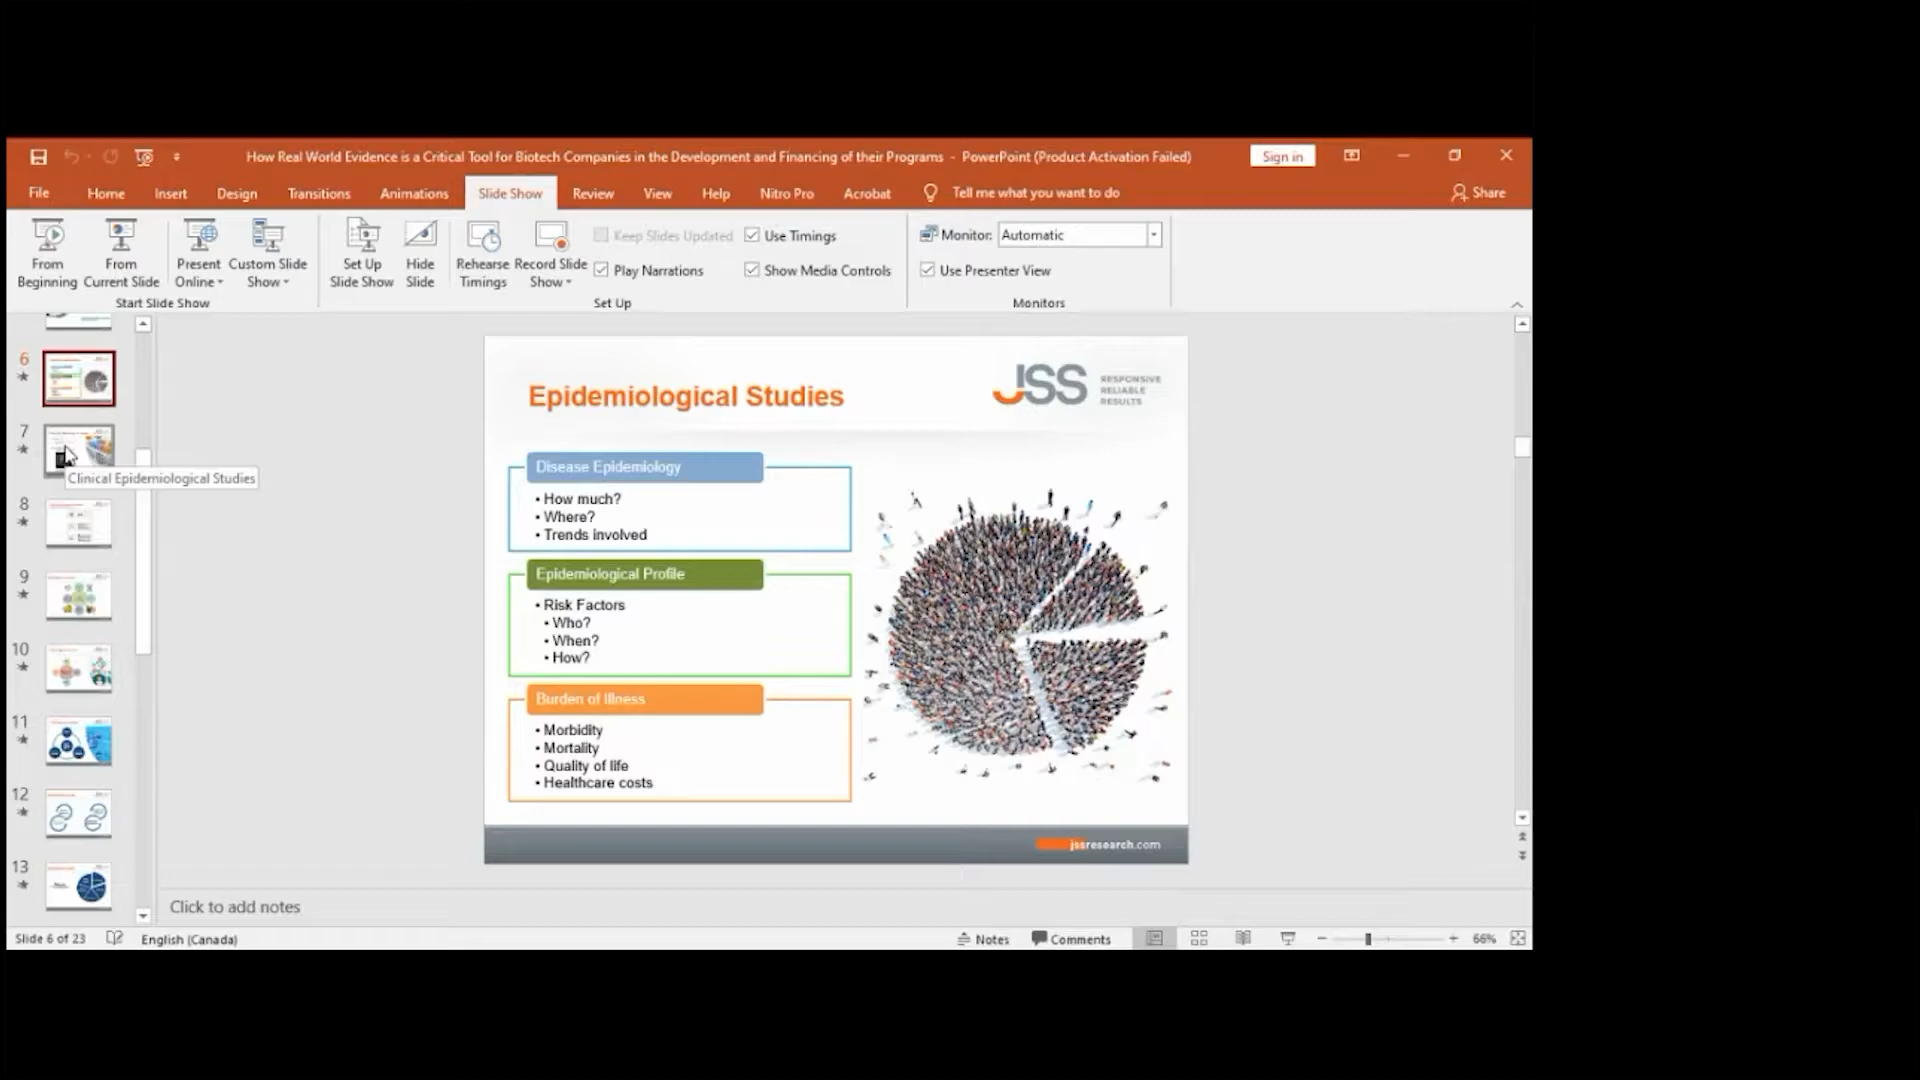 How Real World Evidence is a Critical Tool for Biotech Companies in the Development and Financing of their Programs - PowerPoint (Product Activation Failed)
Sign in
File Home Insert Design Transitions Animations Slide Show Review View Help Nitro Pro Acrobat Tell me what you want to do Share
From Beginning
From Current Slide
Present Online
Custom Slide Show
Start Slide Show
Set Up Slide Show
Hide Slide
Rehearse Timings
Record Slide Show
Keep Slides Updated
Play Narrations
Use Timings
Show Media Controls
Set Up
Monitor: Automatic
Use Presenter View
Monitors
6
7
Clinical Epidemiological Studies
8
9
10
11
12
13
Epidemiological Studies
JSS
RESPONSIVE
RELIABLE
RESULTS
Disease Epidemiology
• How much?
• Where?
• Trends involved
Epidemiological Profile
• Risk Factors
• Who?
• When?
• How?
Burden of Illness
• Morbidity
• Mortality
• Quality of life
• Healthcare costs
jssresearch.com
Click to add notes
Slide 6 of 23 English (Canada) Notes Comments 66%